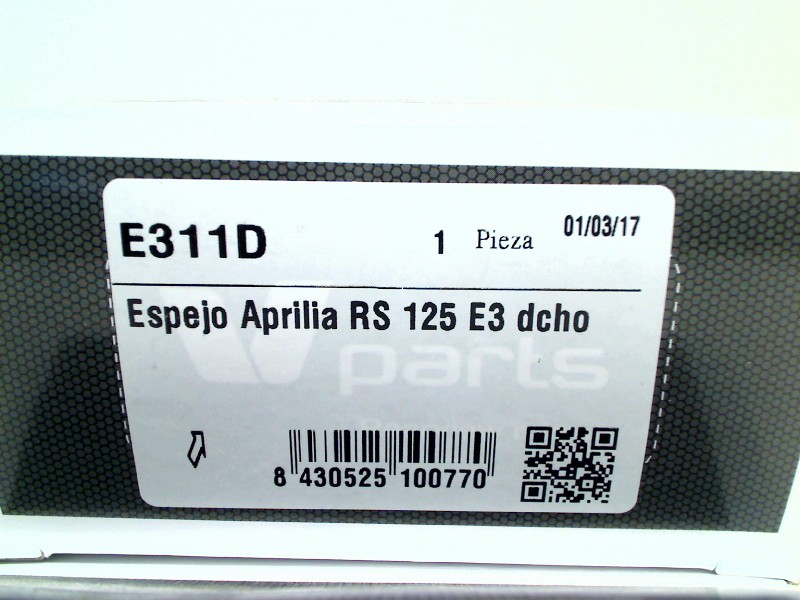 E311D 1 Pieza 01/03/17
Espejo Aprilia RS 125 E3 dcho
parts
8 430525 100770